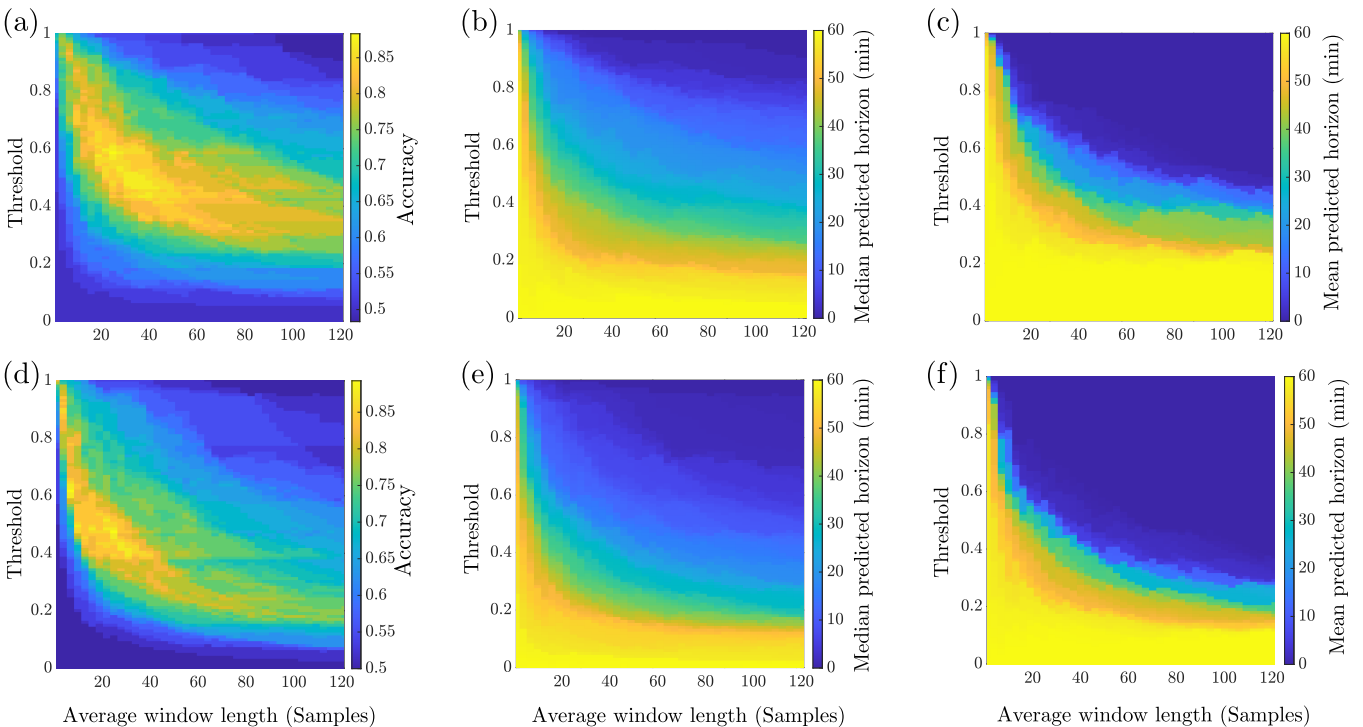 (a)
1
0.8
0.6
0.4
0.2
0
Threshold
20 40 60 80 100 120
0.85
0.8
0.75
0.7
0.65
0.6
0.55
0.5
Accuracy
(b)
1
0.8
0.6
0.4
0.2
0
Threshold
20 40 60 80 100 120
60
50
40
30
20
10
0
Median predicted horizon (min)
(c)
1
0.8
0.6
0.4
0.2
0
Threshold
20 40 60 80 100 120
60
50
40
30
20
10
0
Mean predicted horizon (min)
(d)
1
0.8
0.6
0.4
0.2
0
Threshold
20 40 60 80 100 120
Average window length (Samples)
0.85
0.8
0.75
0.7
0.65
0.6
0.55
0.5
Accuracy
(e)
1
0.8
0.6
0.4
0.2
0
Threshold
20 40 60 80 100 120
Average window length (Samples)
60
50
40
30
20
10
0
Median predicted horizon (min)
(f)
1
0.8
0.6
0.4
0.2
0
Threshold
20 40 60 80 100 120
Average window length (Samples)
60
50
40
30
20
10
0
Mean predicted horizon (min)